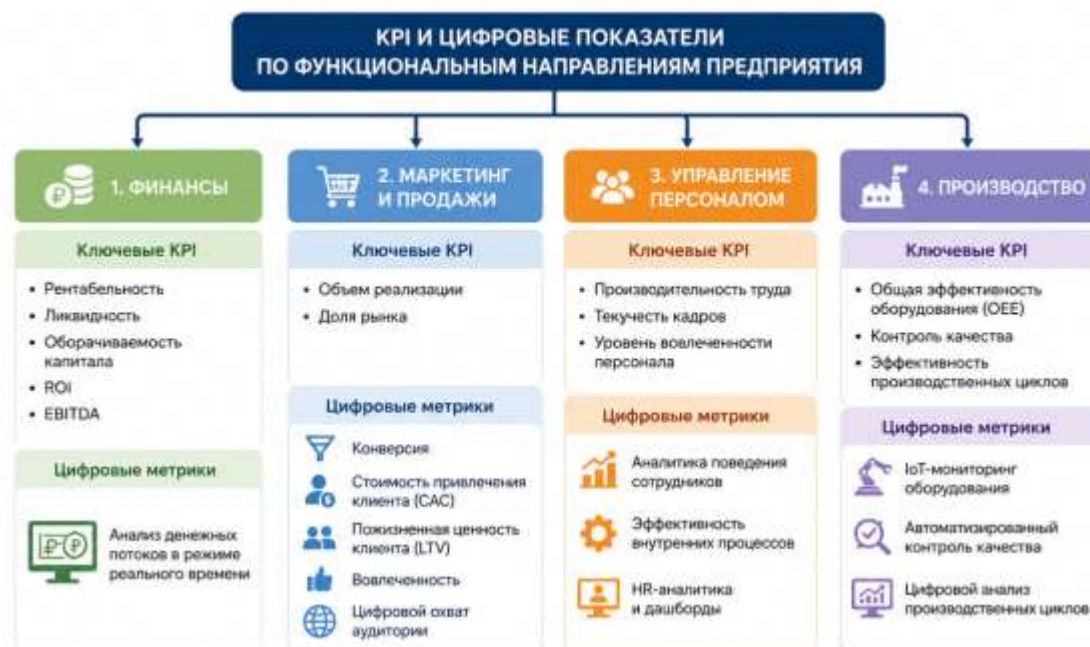 KPI И ЦИФРОВЫЕ ПОКАЗАТЕЛИ
ПО ФУНКЦИОНАЛЬНЫМ НАПРАВЛЕНИЯМ ПРЕДПРИЯТИЯ
1. ФИНАНСЫ
Ключевые KPI
• Рентабельность
• Ликвидность
• Оборачиваемость
капитала
• ROI
• EBITDA
Цифровые метрики
Анализ денежных
потоков в режиме
реального времени
2. МАРКЕТИНГ
И ПРОДАЖИ
Ключевые KPI
• Объем реализации
• Доля рынка
Цифровые метрики
Конверсия
Стоимость привлечения
клиента (CAC)
Пожизненная ценность
клиента (LTV)
Вовлеченность
Цифровой охват
аудитории
3. УПРАВЛЕНИЕ
ПЕРСОНАЛОМ
Ключевые KPI
• Производительность труда
• Текучесть кадров
• Уровень вовлеченности
персонала
Цифровые метрики
Аналитика поведения
сотрудников
Эффективность
внутренних процессов
HR-аналитика
и дашборды
4. ПРОИЗВОДСТВО
Ключевые KPI
• Общая эффективность
оборудования (OEE)
• Контроль качества
• Эффективность
производственных циклов
Цифровые метрики
IoT-мониторинг
оборудования
Автоматизированный
контроль качества
Цифровой анализ
производственных циклов